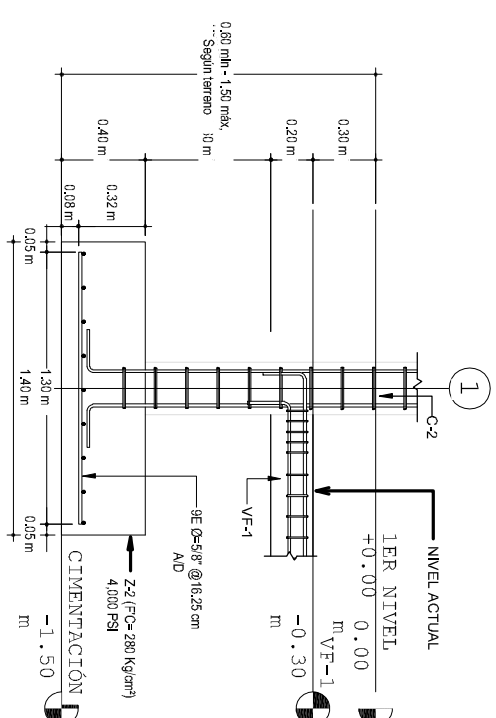 1
C-2
NIVEL ACTUAL
1ER NIVEL
+0.00 0.00
m
VF-1
-0.30
m
VF-1
9E Ø=5/8" @16.25 cm
A/D
Z-2 (F'C= 280 Kg/cm²)
4,000 PSI
CIMENTACIÓN
-1.50
m
0.60 min - 1.50 máx,
Según terreno
0.30 m
0.20 m
0.40 m
0.32 m
0.08 m
0.05 m
1.30 m
0.05 m
1.40 m